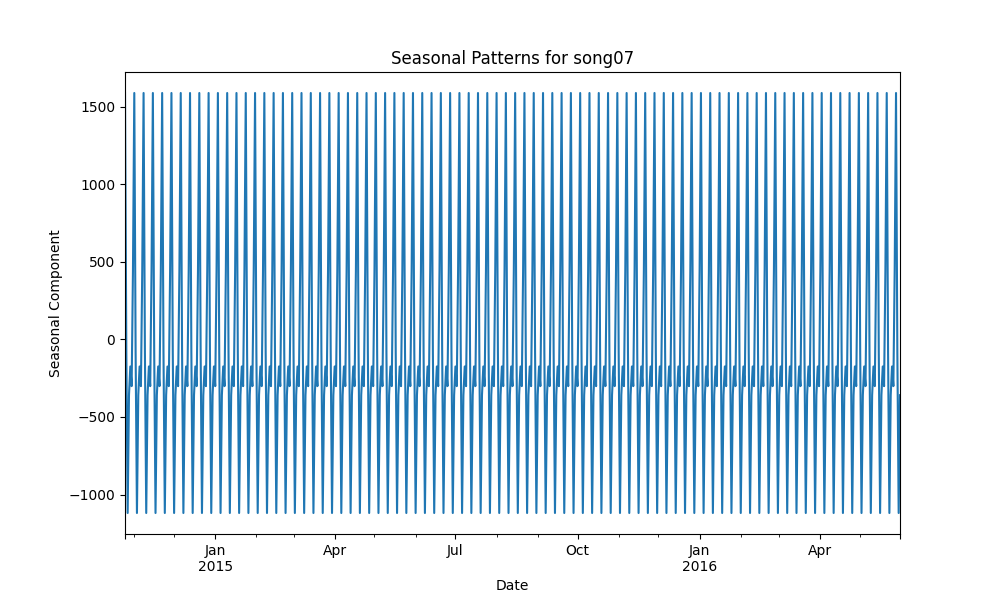 Seasonal Patterns for song07
Seasonal Component
1500
1000
500
0
−500
−1000
Jan
2015
Apr
Jul
Oct
Jan
2016
Apr
Date